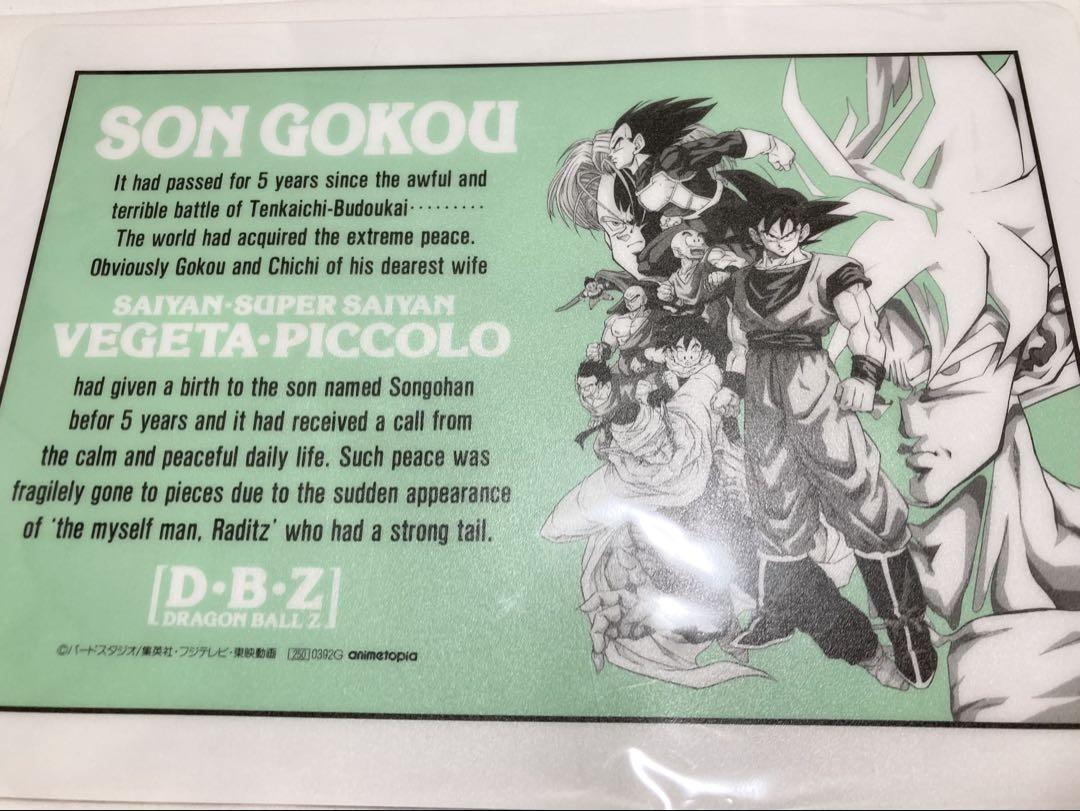 SON GOKOU
It had passed for 5 years since the awful and
terrible battle of Tenkaichi-Budoukai·········
The world had acquired the extreme peace.
Obviously Gokou and Chichi of his dearest wife
SAIYAN·SUPER SAIYAN
VEGETA·PICCOLO
had given a birth to the son named Songohan
befor 5 years and it had received a call from
the calm and peaceful daily life. Such peace was
fragilely gone to pieces due to the sudden appearance
of 'the myself man, Raditz' who had a strong tail.
[D·B·Z
DRAGON BALL Z]
©バードスタジオ/集英社・フジテレビ・東映動画 250 0392G animetopia